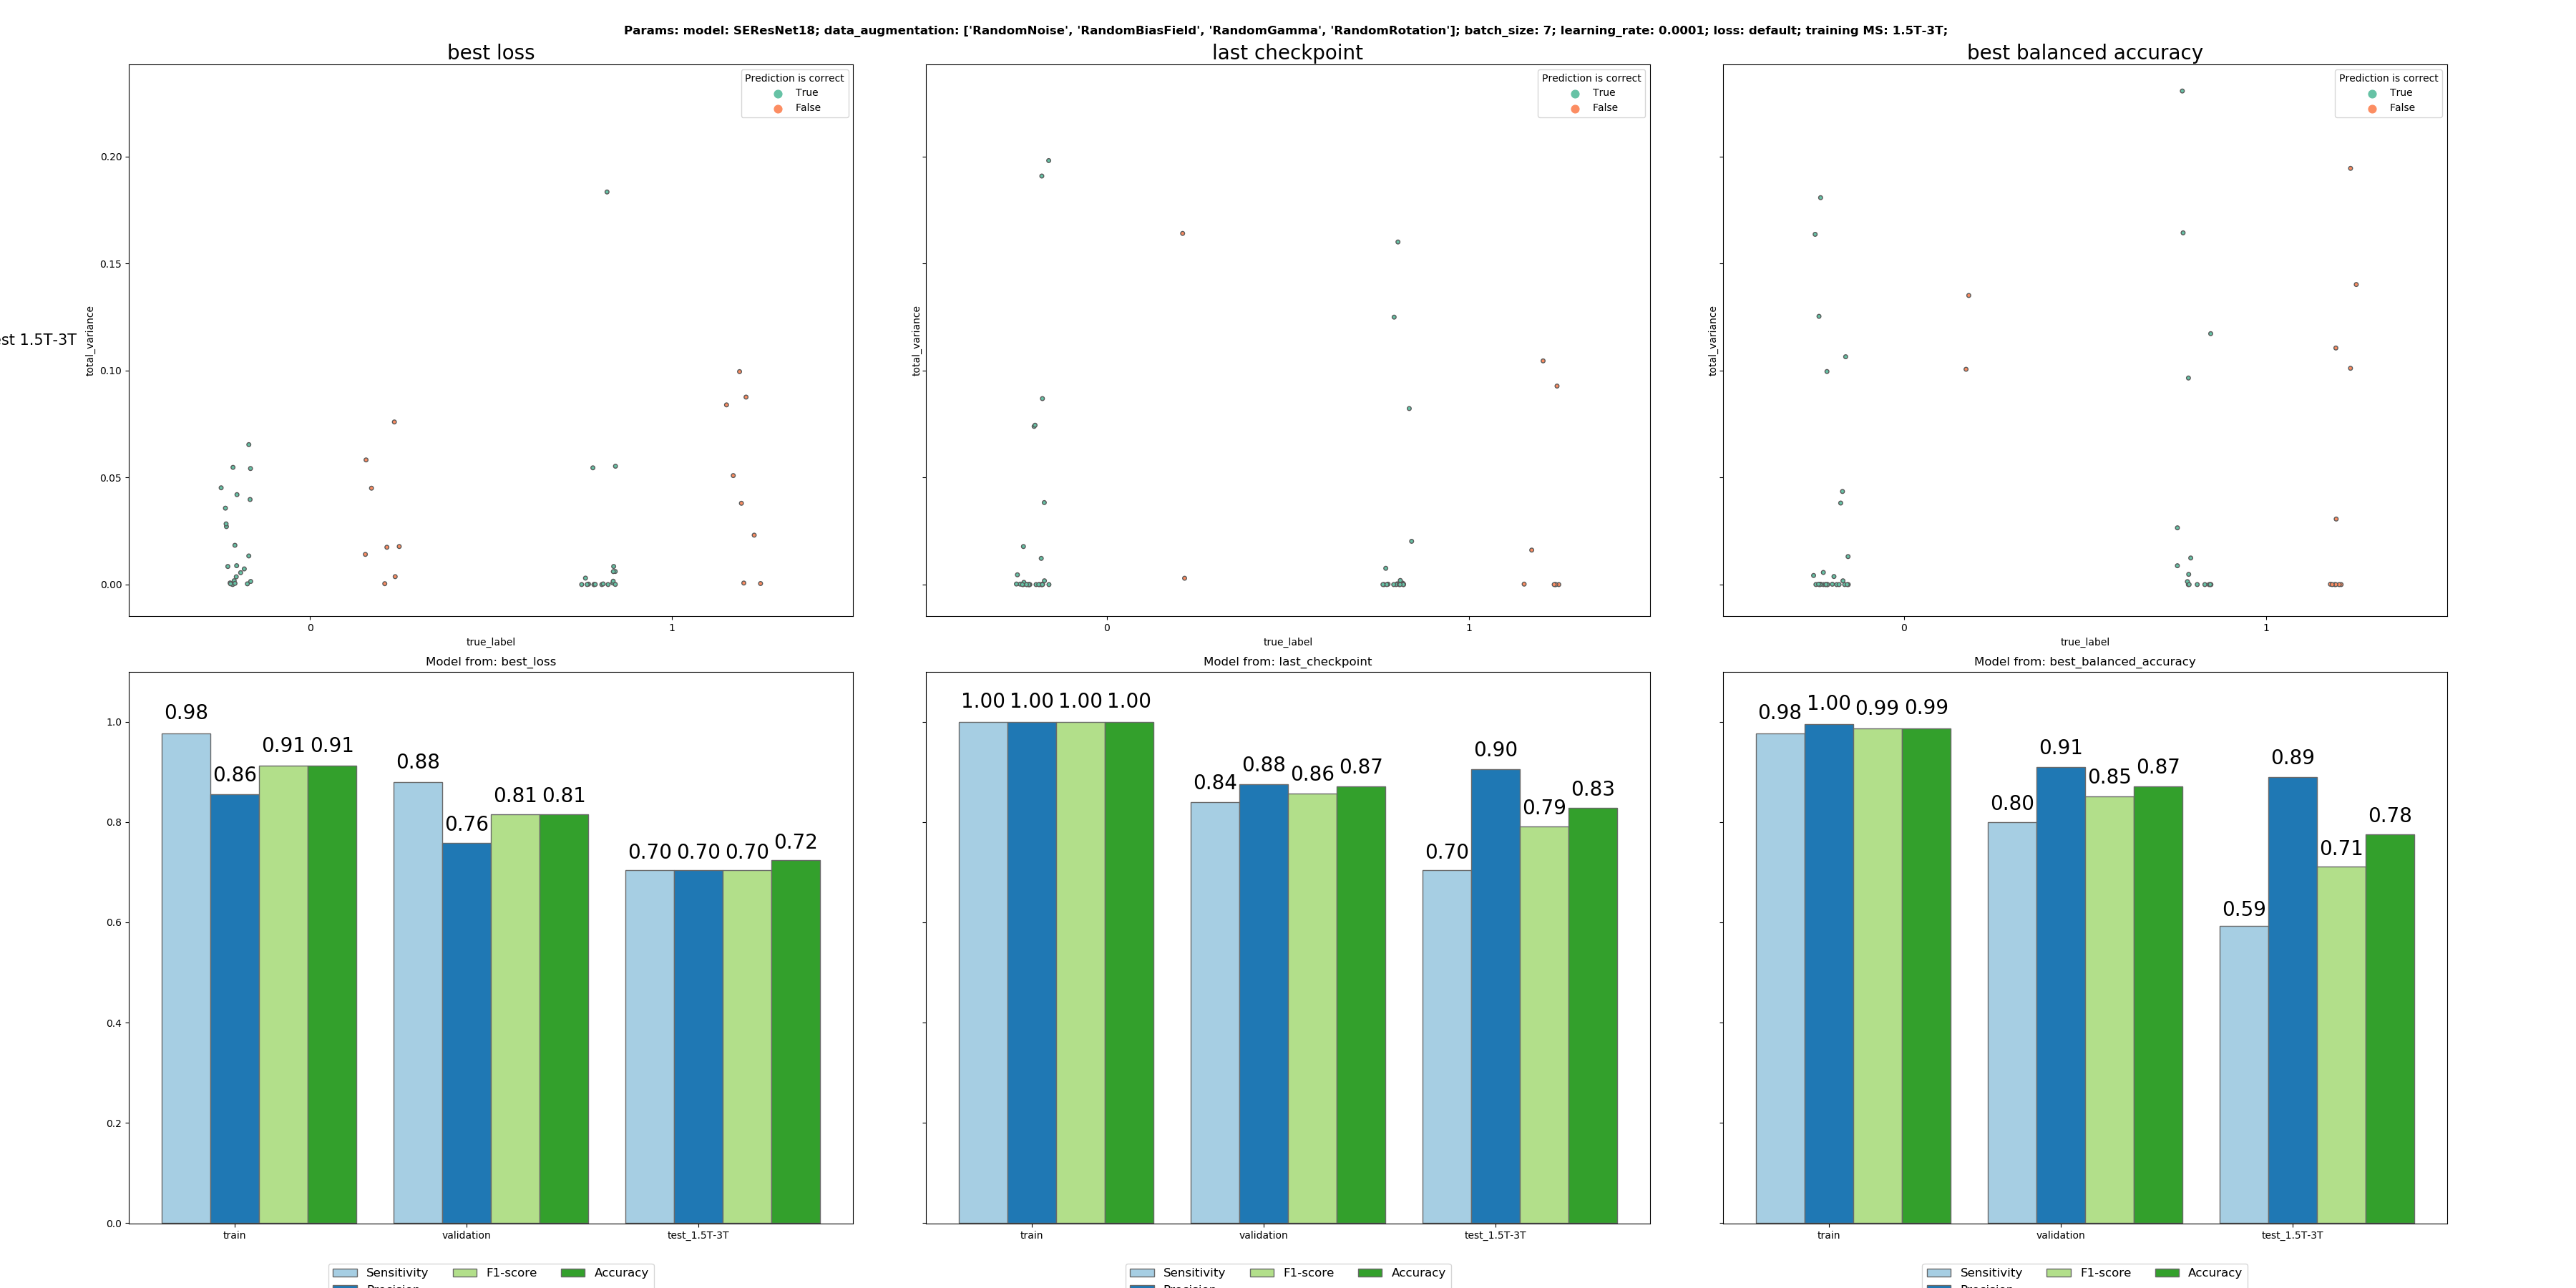 Params: model: SEResNet18; data_augmentation: ['RandomNoise', 'RandomBiasField', 'RandomGamma', 'RandomRotation']; batch_size: 7; learning_rate: 0.0001; loss: default; training MS: 1.5T-3T;
best loss
last checkpoint
best balanced accuracy
Prediction is correct
True
False
Prediction is correct
True
False
Prediction is correct
True
False
0.20
0.15
0.10
0.05
0.00
est 1.5T-3T
total_variance
total_variance
total_variance
0 1
0 1
0 1
true_label
true_label
true_label
Model from: best_loss
Model from: last_checkpoint
Model from: best_balanced_accuracy
1.0
0.8
0.6
0.4
0.2
0.0
0.98 0.86 0.91 0.91 0.88 0.76 0.81 0.81 0.70 0.70 0.70 0.72
1.00 1.00 1.00 1.00 0.84 0.88 0.86 0.87 0.70 0.90 0.79 0.83
0.98 1.00 0.99 0.99 0.80 0.91 0.85 0.87 0.59 0.89 0.71 0.78
train validation test_1.5T-3T
train validation test_1.5T-3T
train validation test_1.5T-3T
Sensitivity F1-score Accuracy
Sensitivity F1-score Accuracy
Sensitivity F1-score Accuracy